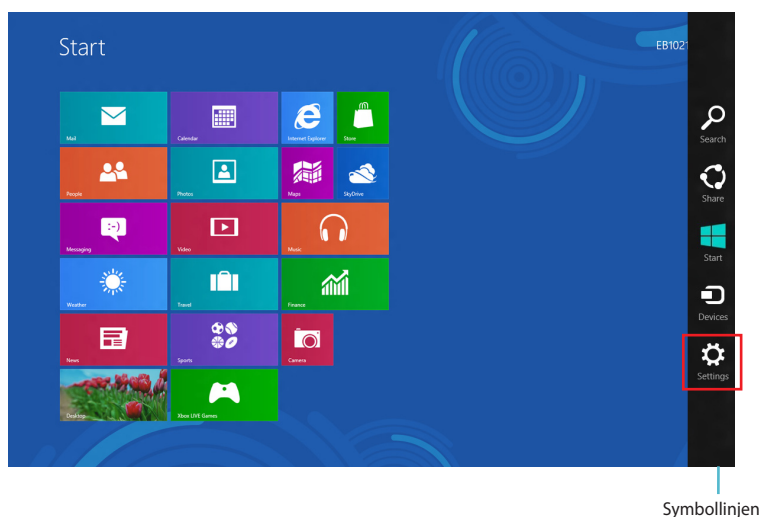 Start
EB1021
Search
Share
Start
Devices
Settings
Mail
Calendar
Internet Explorer
Store
People
Photos
Maps
SkyDrive
Messaging
:-)
Video
Music
Weather
Travel
Finance
News
Sports
Camera
Desktop
Xbox LIVE Games
Symbollinjen